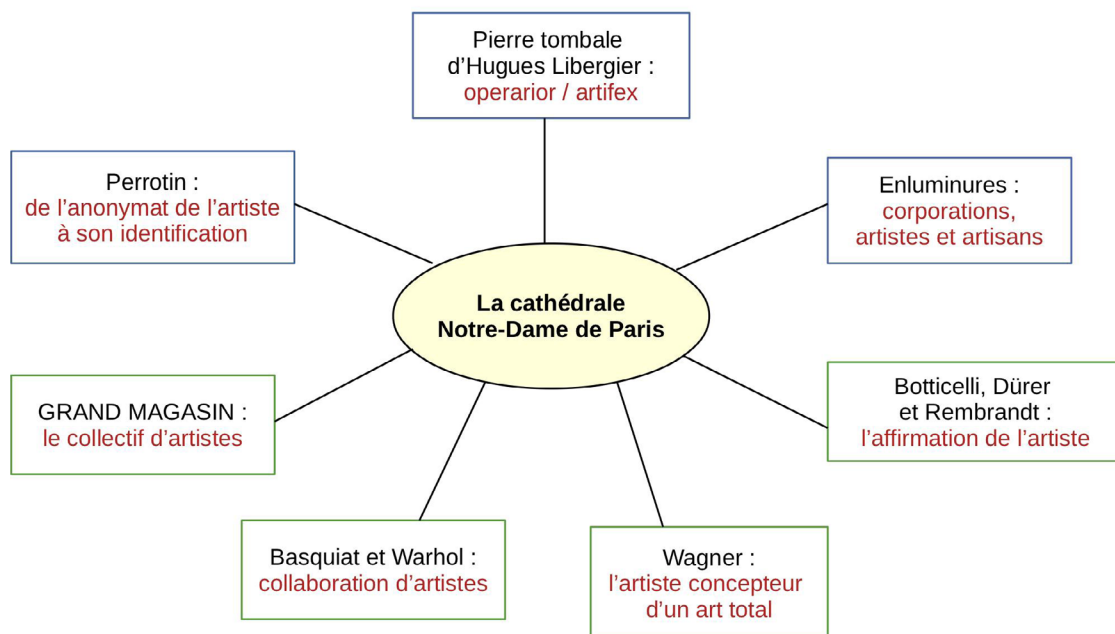 Pierre tombale
d’Hugues Libergier :
operarior / artifex
Perrotin :
de l’anonymat de l’artiste
à son identification
Enluminures :
corporations,
artistes et artisans
La cathédrale
Notre-Dame de Paris
GRAND MAGASIN :
le collectif d’artistes
Botticelli, Dürer
et Rembrandt :
l’affirmation de l’artiste
Basquiat et Warhol :
collaboration d’artistes
Wagner :
l’artiste concepteur
d’un art total